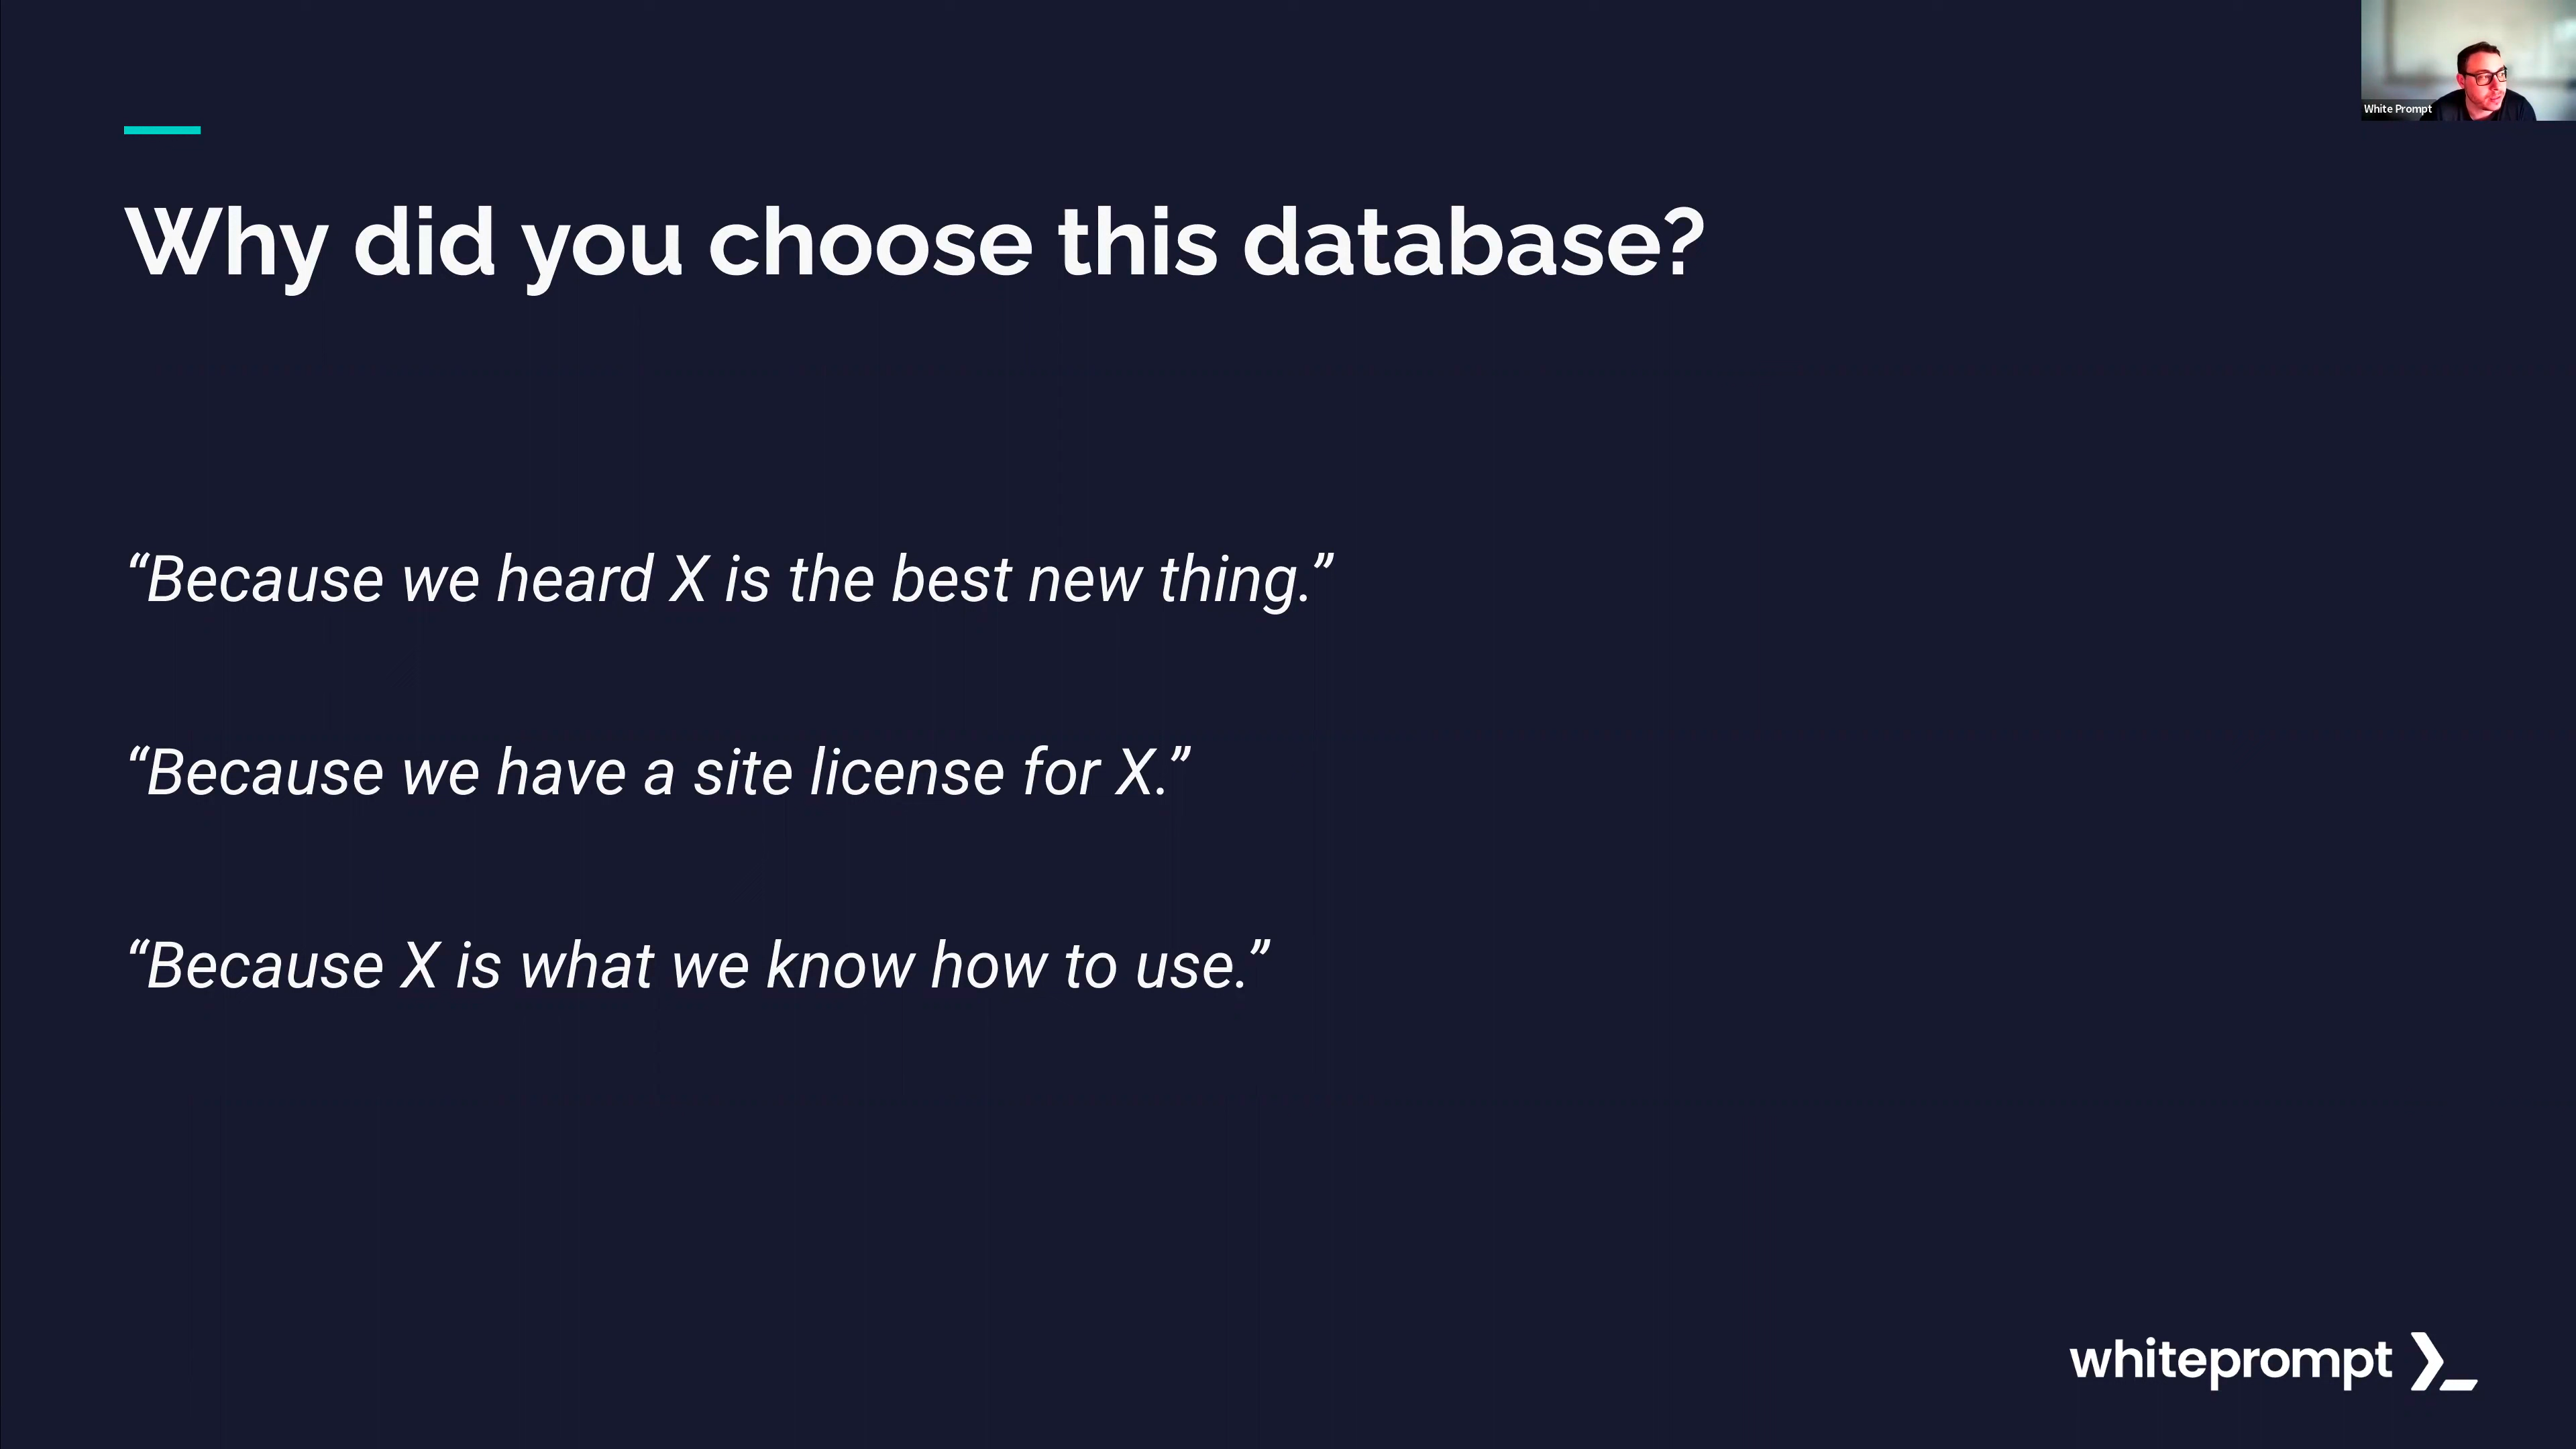 White Prompt
Why did you choose this database?
“Because we heard X is the best new thing.”
“Because we have a site license for X.”
“Because X is what we know how to use.”
whiteprompt